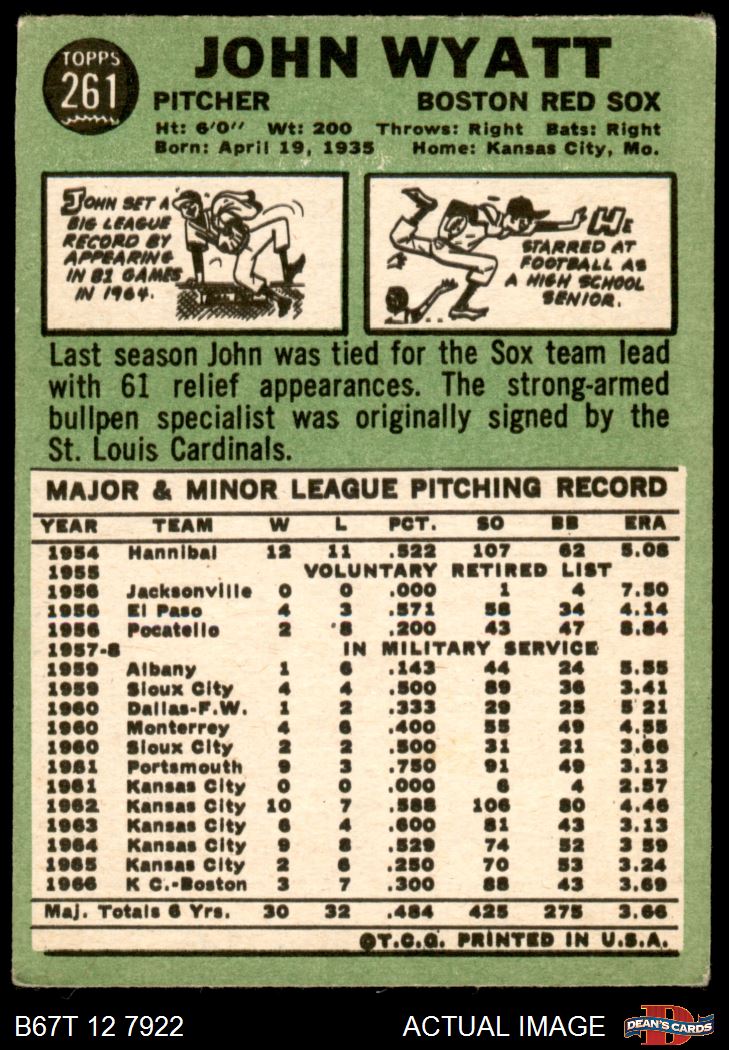 TOPPS
261
JOHN WYATT
PITCHER BOSTON RED SOX
Ht: 6'0" Wt: 200 Throws: Right Bats: Right
Born: April 19, 1935 Home: Kansas City, Mo.
JOHN SET A
BIG LEAGUE
RECORD BY
APPEARING
IN 81 GAMES
IN 1964.
HE
STARRED AT
FOOTBALL AS
A HIGH SCHOOL
SENIOR.
Last season John was tied for the Sox team lead
with 61 relief appearances. The strong-armed
bullpen specialist was originally signed by the
St. Louis Cardinals.
MAJOR & MINOR LEAGUE PITCHING RECORD
YEAR TEAM W L PCT. SO BB ERA
1954 Hannibal 12 11 .522 107 62 5.08
1955 VOLUNTARY RETIRED LIST
1956 Jacksonville 0 0 .000 1 4 7.50
1956 El Paso 4 3 .571 58 34 4.14
1956 Pocatello 2 8 .200 43 47 8.84
1957-8 IN MILITARY SERVICE
1959 Albany 1 6 .143 44 24 5.55
1959 Sioux City 4 4 .500 89 36 3.41
1960 Dallas-F.W. 1 2 .333 29 25 5 21
1960 Monterrey 4 6 .400 55 49 4.55
1960 Sioux City 2 2 .500 31 21 3.66
1961 Portsmouth 9 3 .750 91 49 3.13
1961 Kansas City 0 0 .000 6 4 2.57
1962 Kansas City 10 7 .588 106 80 4.46
1963 Kansas City 6 4 .600 81 43 3.13
1964 Kansas City 9 8 .529 74 52 3 59
1965 Kansas City 2 6 .250 70 53 3.24
1966 K C.-Boston 3 7 .300 88 43 3.69
Maj. Totals 6 Yrs. 30 32 .484 425 275 3.66
©T.C.G. PRINTED IN U.S.A.
B67T 12 7922 ACTUAL IMAGE
D
DEAN'S CARDS